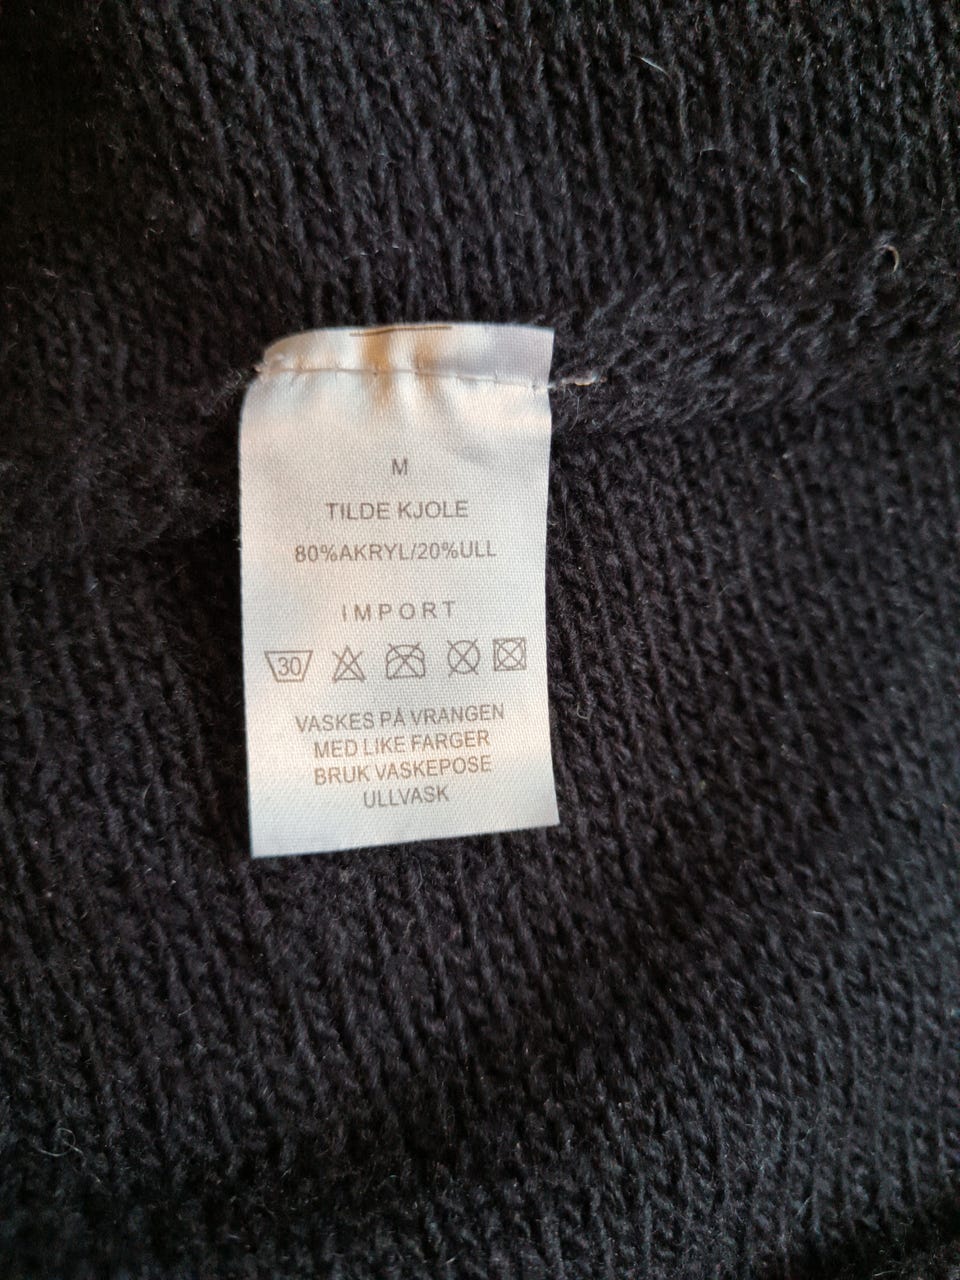 M
TILDE KJOLE
80%AKRYL/20%ULL
IMPORT
30
VASKES PÅ VRANGEN
MED LIKE FARGER
BRUK VASKEPOSE
ULLVASK